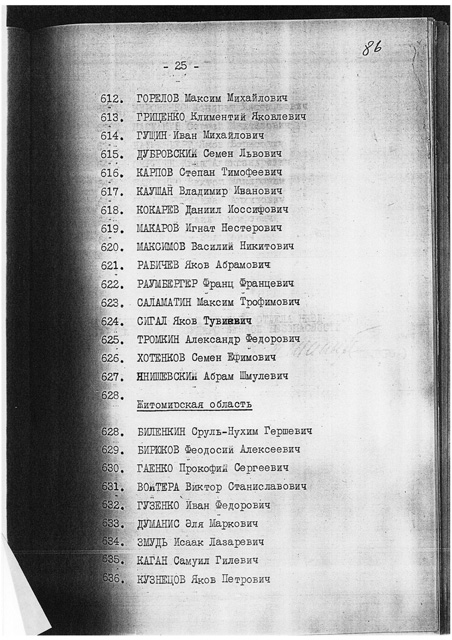 86
- 25 -
612. ГОРЕЛОВ Максим Михайлович
613. ГРИЦЕНКО Климентий Яковлевич
614. ГУЩИН Иван Михайлович
615. ДУБРОВСКИЙ Семен Львович
616. КАРПОВ Степан Тимофеевич
617. КАУШАН Владимир Иванович
618. КОКАРЕВ Даниил Иоссифович
619. МАКАРОВ Игнат Нестерович
620. МАКСИМОВ Василий Никитович
621. РАБИЧЕВ Яков Абрамович
622. РАУМБЕРГЕР Франц Францевич
623. САЛАМАТИН Максим Трофимович
624. СИГАЛ Яков Тувиевич
625. ТРОМКИН Александр Федорович
626. ХОТЕНКОВ Семен Ефимович
627. ЯНИШЕВСКИЙ Абрам Шмулевич
628.
Житомирская область
628. БИЛЕНКИН Сруль-Нухим Гершевич
629. БИРЮКОВ Феодосий Алексеевич
630. ГАЕНКО Прокофий Сергеевич
631. ВОЙТЕРА Виктор Станиславович
632. ГУЗЕНКО Иван Федорович
633. ДУМАНИС Эля Маркович
634. ЗМУДЬ Исаак Лазаревич
635. КАГАН Самуил Гилевич
636. КУЗНЕЦОВ Яков Петрович